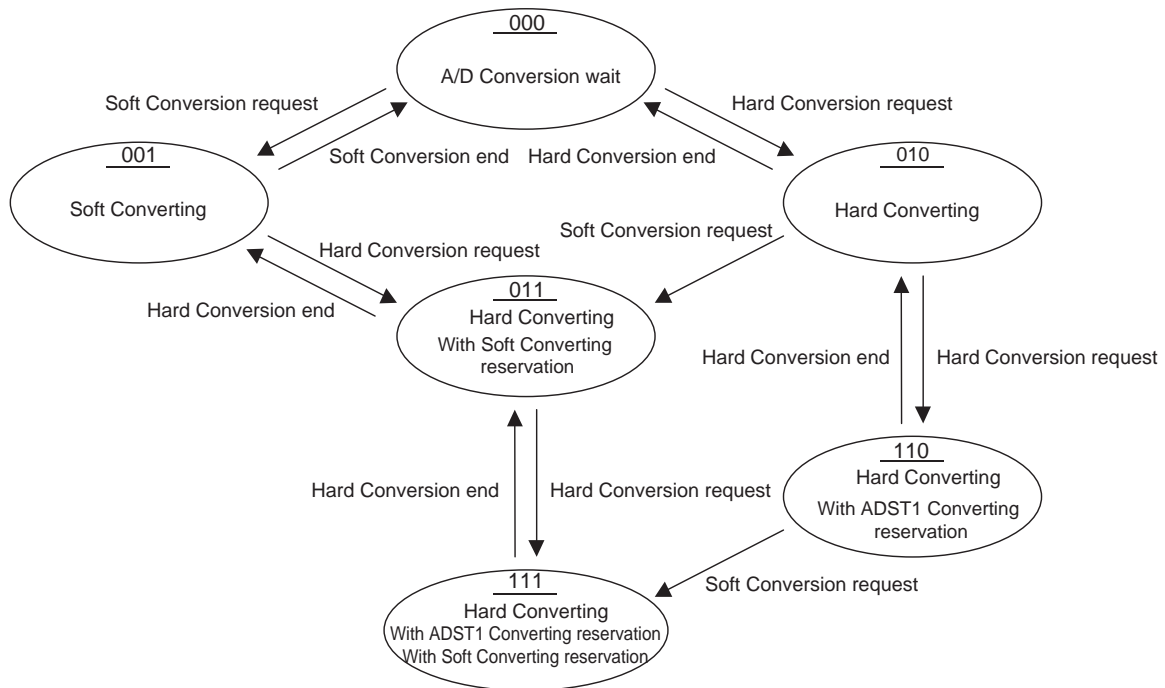 000
A/D Conversion wait
Soft Conversion request
Hard Conversion request
Soft Conversion end
Hard Conversion end
001
Soft Converting
010
Hard Converting
Soft Conversion request
Hard Conversion request
Hard Conversion end
011
Hard Converting
With Soft Converting
reservation
Hard Conversion end
Hard Conversion request
110
Hard Converting
With ADST1 Converting
reservation
Hard Conversion end
Hard Conversion request
Soft Conversion request
111
Hard Converting
With ADST1 Converting reservation
With Soft Converting reservation